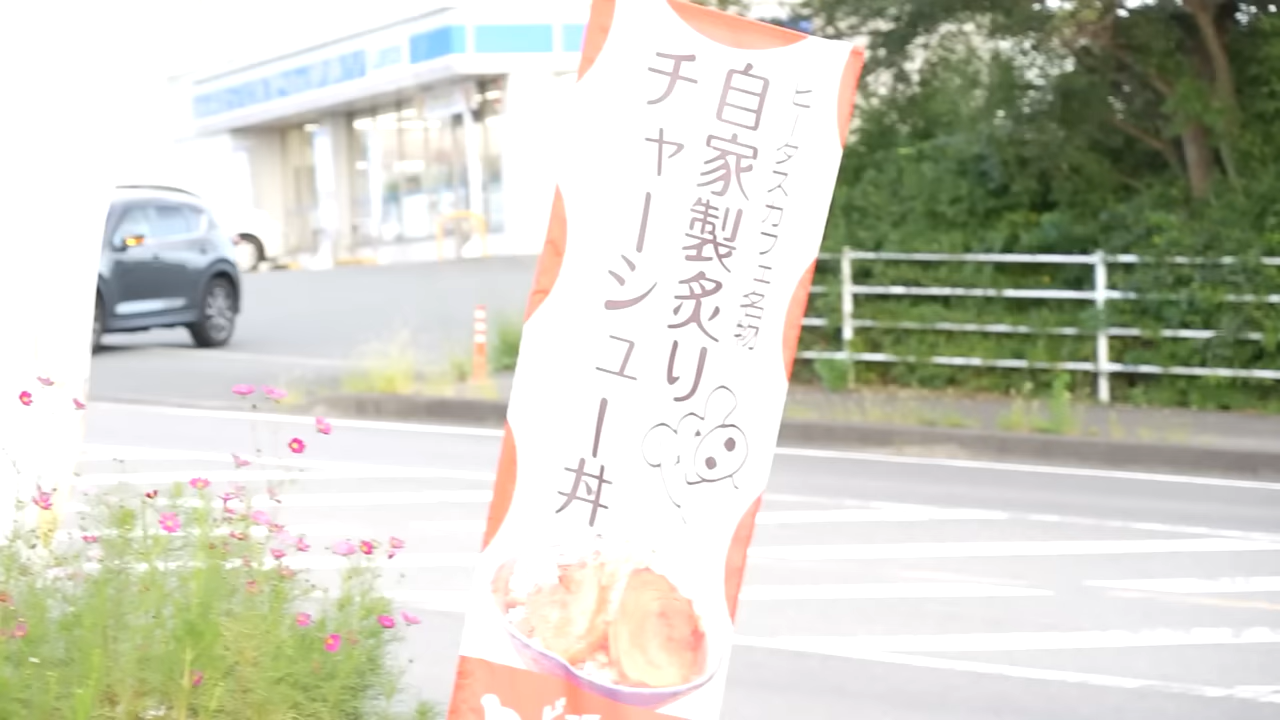 ピータスカフェ名物
自家製炙り
チャーシュー丼